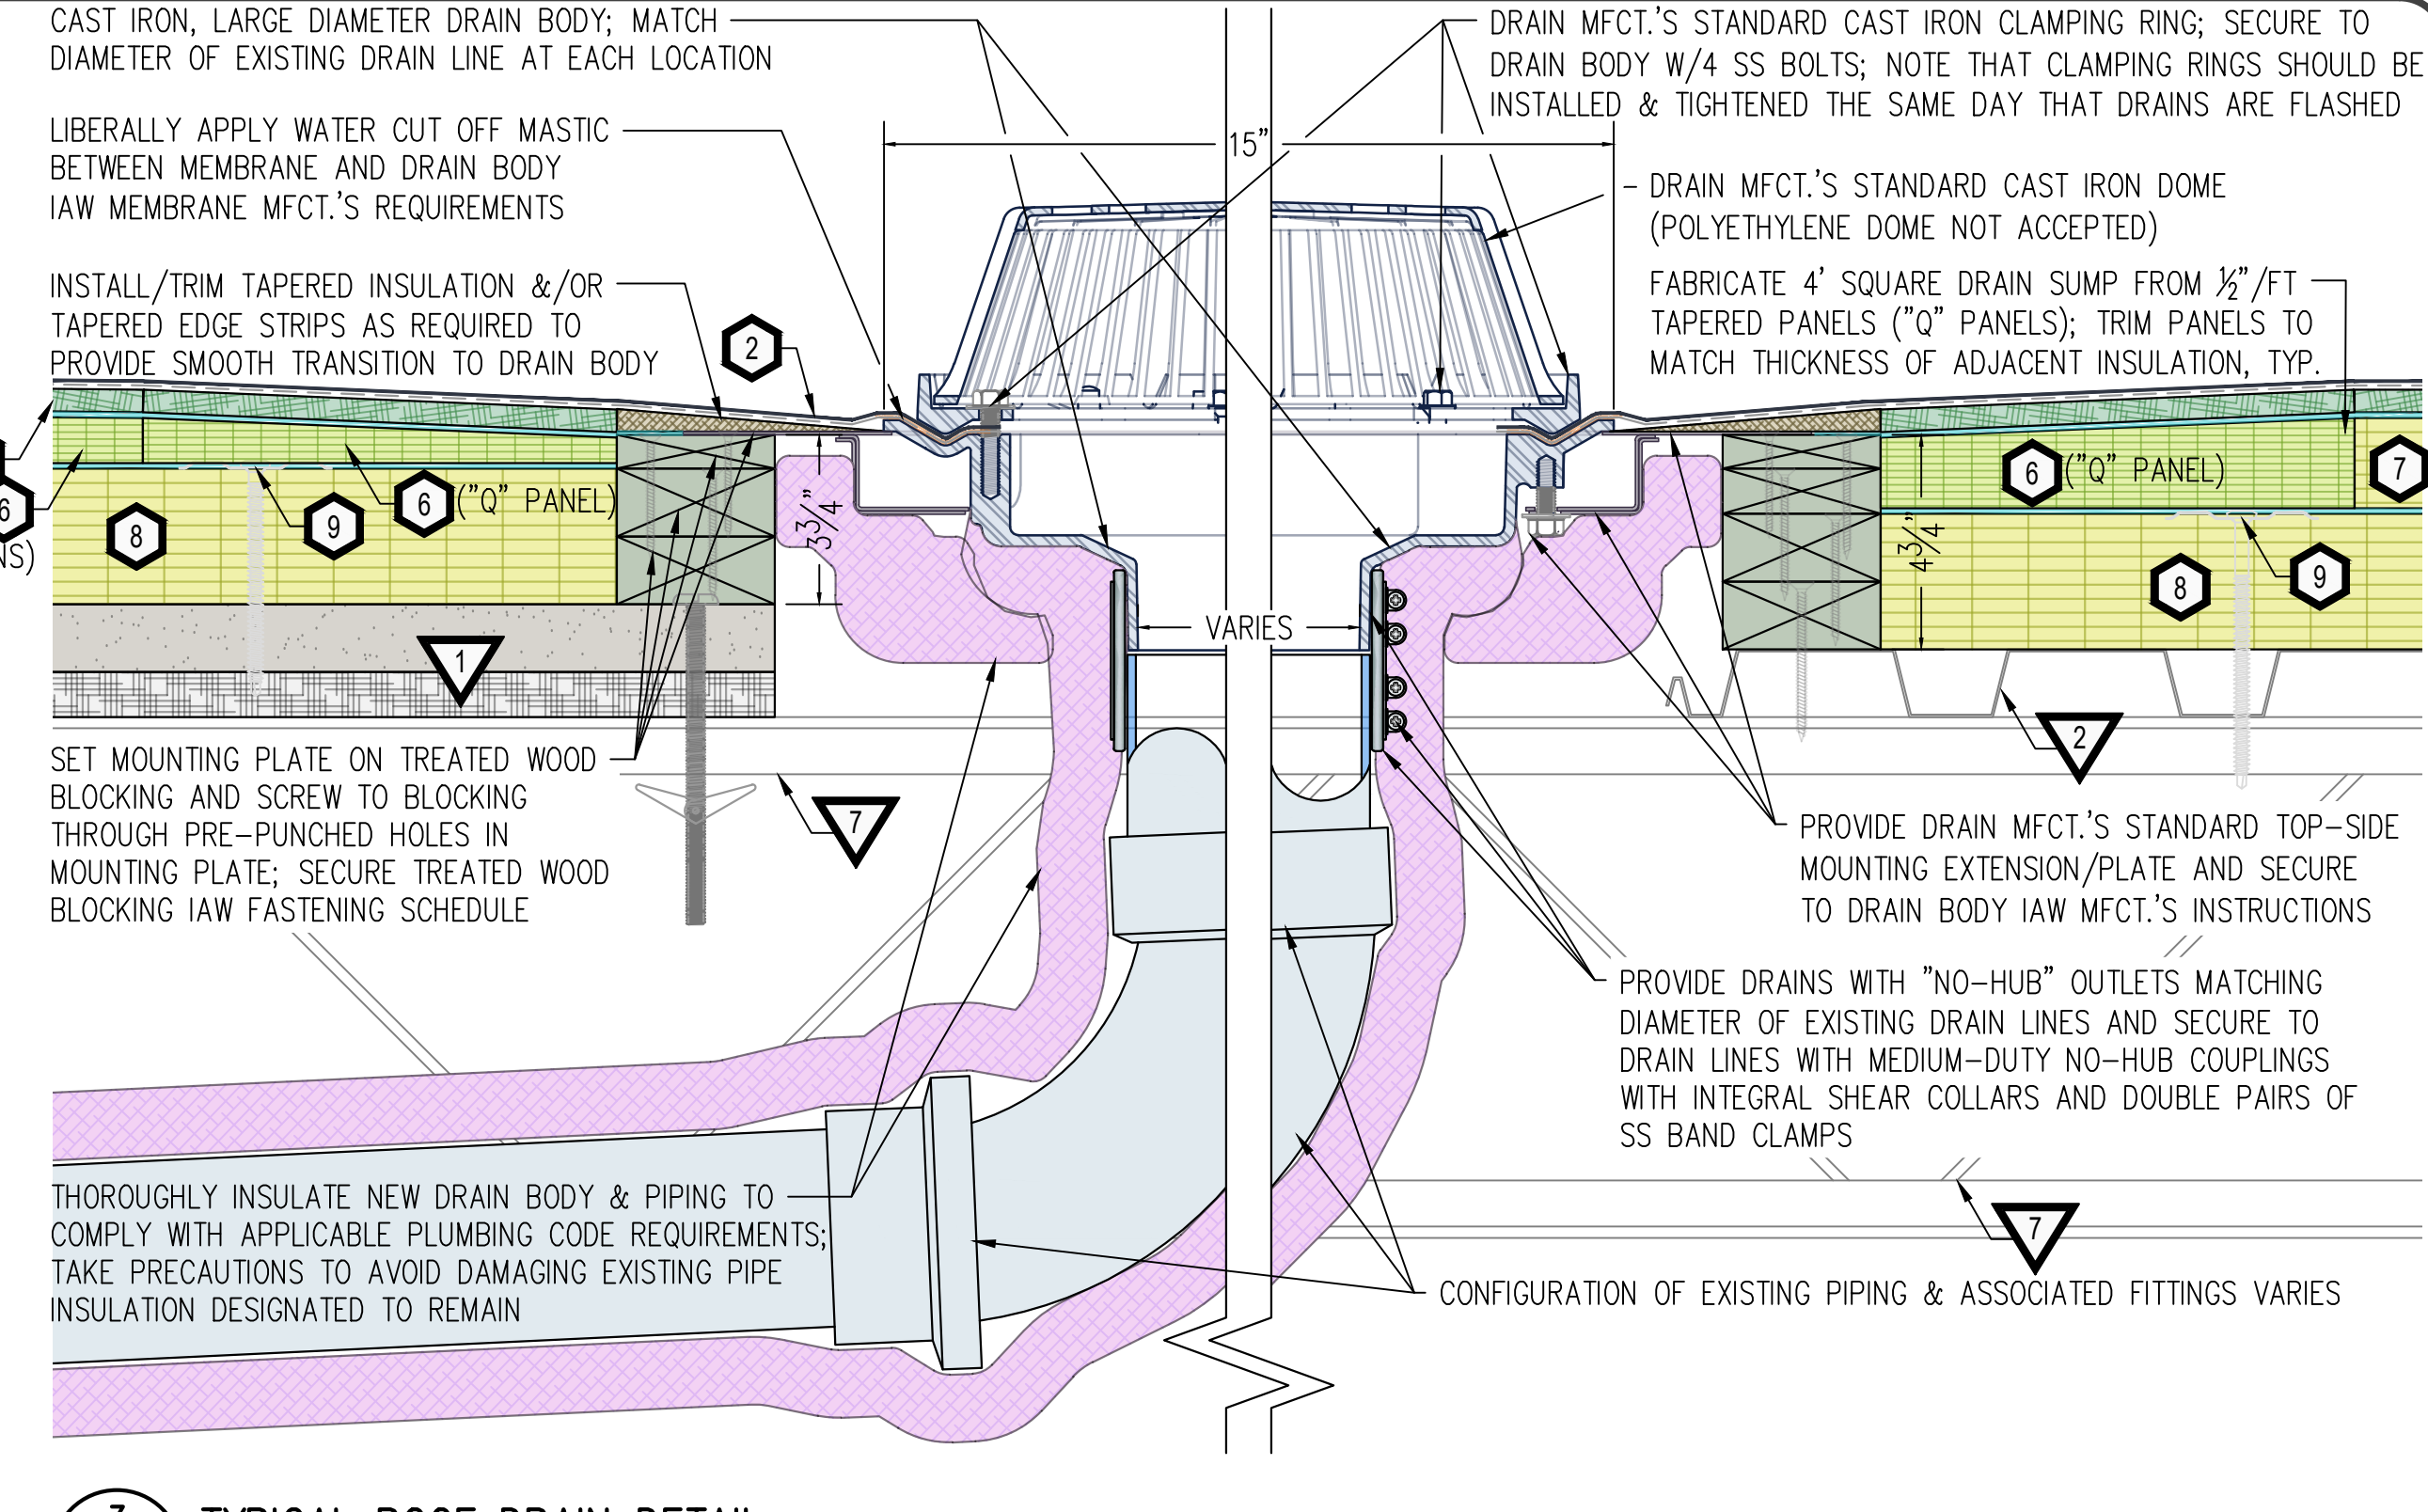 CAST IRON, LARGE DIAMETER DRAIN BODY; MATCH
DIAMETER OF EXISTING DRAIN LINE AT EACH LOCATION
LIBERALLY APPLY WATER CUT OFF MASTIC
BETWEEN MEMBRANE AND DRAIN BODY
IAW MEMBRANE MFCT.'S REQUIREMENTS
INSTALL/TRIM TAPERED INSULATION &/OR
TAPERED EDGE STRIPS AS REQUIRED TO
PROVIDE SMOOTH TRANSITION TO DRAIN BODY
DRAIN MFCT.'S STANDARD CAST IRON CLAMPING RING; SECURE TO
DRAIN BODY W/4 SS BOLTS; NOTE THAT CLAMPING RINGS SHOULD BE
INSTALLED & TIGHTENED THE SAME DAY THAT DRAINS ARE FLASHED
15"
DRAIN MFCT.'S STANDARD CAST IRON DOME
(POLYETHYLENE DOME NOT ACCEPTED)
FABRICATE 4' SQUARE DRAIN SUMP FROM ½"/FT
TAPERED PANELS ("Q" PANELS); TRIM PANELS TO
MATCH THICKNESS OF ADJACENT INSULATION, TYP.
2
6
NS)
8
9
6 ("Q" PANEL)
3¾"
6 ("Q" PANEL)
7
4¾"
8
9
1
VARIES
2
7
SET MOUNTING PLATE ON TREATED WOOD
BLOCKING AND SCREW TO BLOCKING
THROUGH PRE-PUNCHED HOLES IN
MOUNTING PLATE; SECURE TREATED WOOD
BLOCKING IAW FASTENING SCHEDULE
PROVIDE DRAIN MFCT.'S STANDARD TOP-SIDE
MOUNTING EXTENSION/PLATE AND SECURE
TO DRAIN BODY IAW MFCT.'S INSTRUCTIONS
PROVIDE DRAINS WITH "NO-HUB" OUTLETS MATCHING
DIAMETER OF EXISTING DRAIN LINES AND SECURE TO
DRAIN LINES WITH MEDIUM-DUTY NO-HUB COUPLINGS
WITH INTEGRAL SHEAR COLLARS AND DOUBLE PAIRS OF
SS BAND CLAMPS
THOROUGHLY INSULATE NEW DRAIN BODY & PIPING TO
COMPLY WITH APPLICABLE PLUMBING CODE REQUIREMENTS;
TAKE PRECAUTIONS TO AVOID DAMAGING EXISTING PIPE
INSULATION DESIGNATED TO REMAIN
7
CONFIGURATION OF EXISTING PIPING & ASSOCIATED FITTINGS VARIES
TYPICAL ROOF DRAIN DETAIL